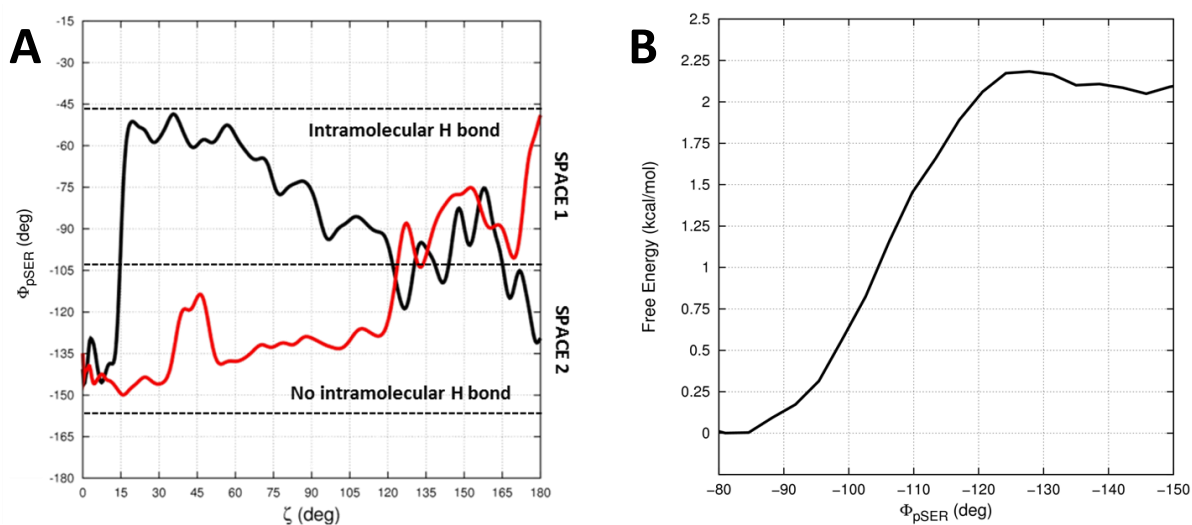 A
-15
-30
-45
-60
-75
-90
-105
-120
-135
-150
-165
-180
Φ pSER (deg)
Intramolecular H bond
No intramolecular H bond
SPACE 1
SPACE 2
0 15 30 45 60 75 90 105 120 135 150 165 180
ζ (deg)
B
2.5
2.25
2
1.75
1.5
1.25
1
0.75
0.5
0.25
0
Free Energy (kcal/mol)
−80 −90 −100 −110 −120 −130 −140 −150
Φ pSER (deg)